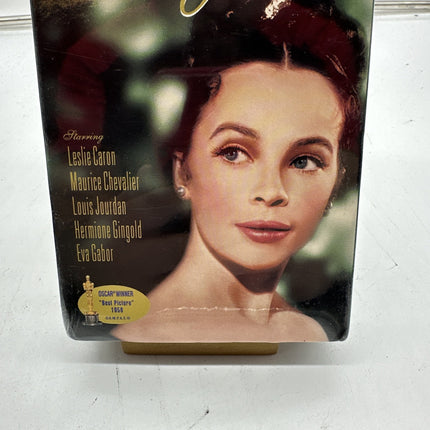 Starring
Leslie Caron
Maurice Chevalier
Louis Jourdan
Hermione Gingold
Eva Gabor
OSCAR® WINNER
"Best Picture"
1958